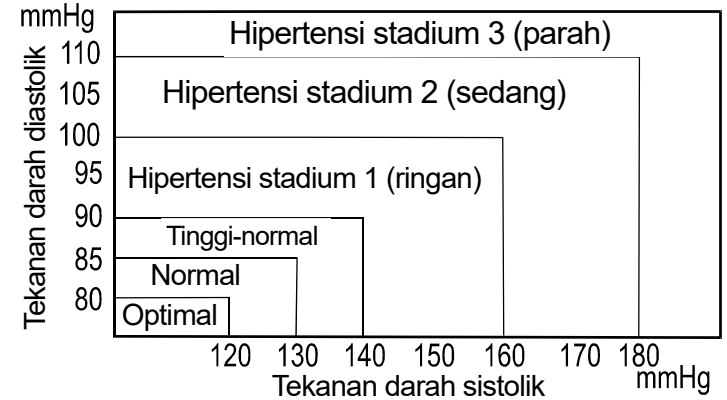 mmHg
Hipertensi stadium 3 (parah)
110
Hipertensi stadium 2 (sedang)
105
100
95
Hipertensi stadium 1 (ringan)
90
Tinggi-normal
85
Normal
80
Optimal
Tekanan darah diastolik
120 130 140 150 160 170 180
mmHg
Tekanan darah sistolik